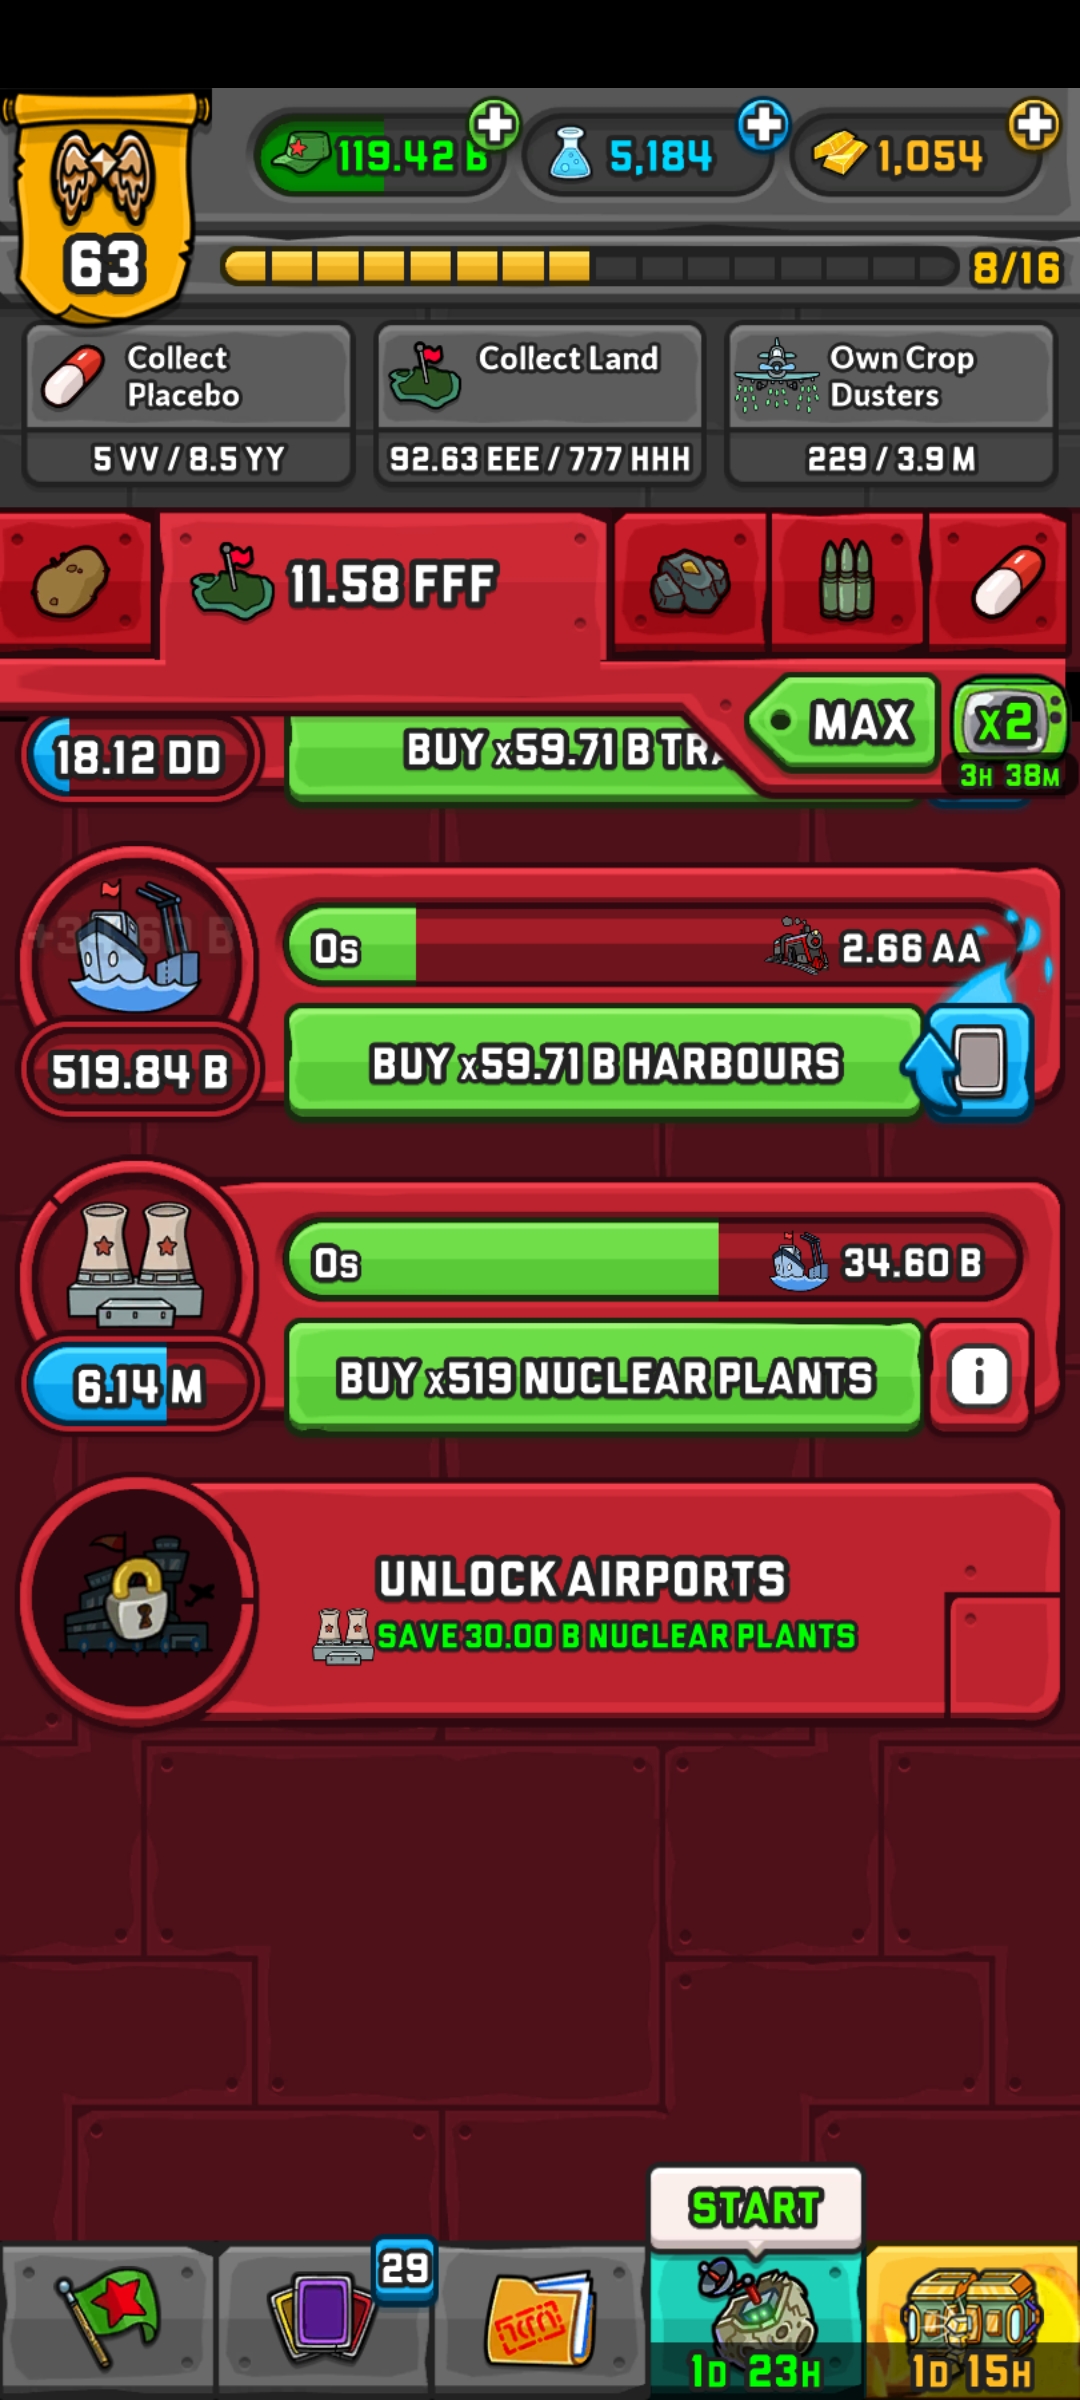 119.42 B
5,184
1,054
63
8/16
Collect
Placebo
5 VV / 8.5 YY
Collect Land
92.63 EEE / 777 HHH
Own Crop
Dusters
229 / 3.9 M
11.58 FFF
MAX
x2
3H 38M
18.12 DD
BUY x59.71 B
0s
2.66 AA
519.84 B
BUY x59.71 B HARBOURS
0s
34.60 B
6.14 M
BUY x519 NUCLEAR PLANTS
i
UNLOCK AIRPORTS
SAVE 30.00 B NUCLEAR PLANTS
START
29
1D 23H
1D 15H